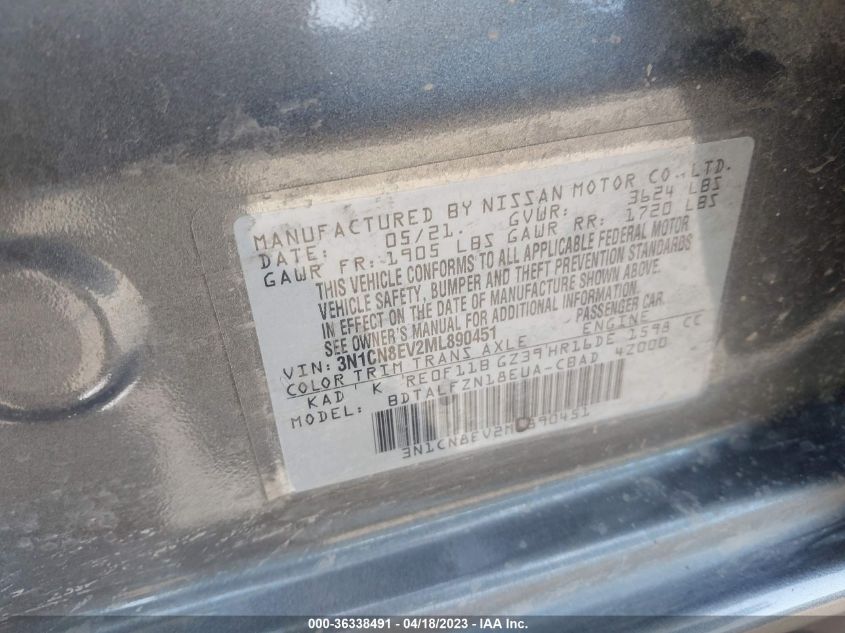 MANUFACTURED BY NISSAN MOTOR CO., LTD.
DATE: 05/21. GVWR: 3624 LBS
GAWR FR: 1905 LBS GAWR RR: 1720 LBS
THIS VEHICLE CONFORMS TO ALL APPLICABLE FEDERAL MOTOR
VEHICLE SAFETY, BUMPER AND THEFT PREVENTION STANDARDS
IN EFFECT ON THE DATE OF MANUFACTURE SHOWN ABOVE.
SEE OWNER'S MANUAL FOR ADDITIONAL INFORMATION.
VIN: 3N1CN8EV2ML890451 PASSENGER CAR
COLOR TRIM TRANS AXLE ENGINE
KAD K RE0F11B GZ39 HR16DE 1598 CC
MODEL: BDTALFZN18EUA-CBAD 4Z000
3N1CN8EV2M 890451
000-36338491 - 04/18/2023 - IAA Inc.